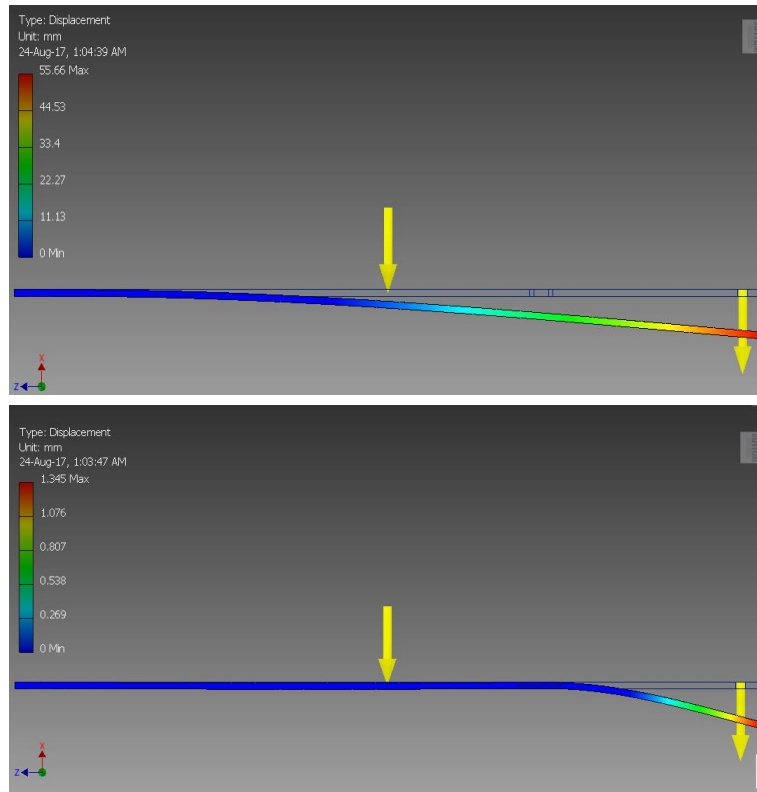 Type: Displacement
Unit: mm
24-Aug-17, 1:04:39 AM
55.66 Max
44.53
33.4
22.27
11.13
0 Min
X
Z
Type: Displacement
Unit: mm
24-Aug-17, 1:03:47 AM
1.345 Max
1.076
0.807
0.538
0.269
0 Min
X
Z